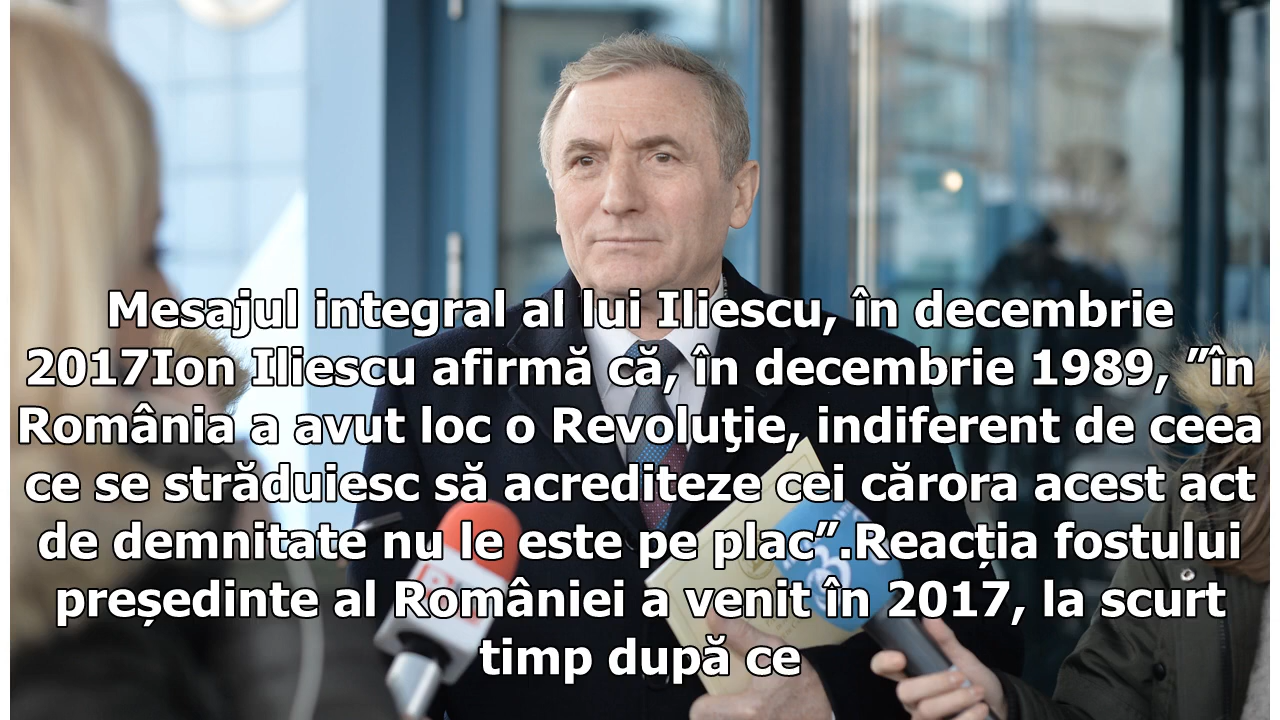 Mesajul integral al lui Iliescu, în decembrie
2017Ion Iliescu afirmă că, în decembrie 1989, ”în
România a avut loc o Revoluţie, indiferent de ceea
ce se străduiesc să acrediteze cei cărora acest act
de demnitate nu le este pe plac”.Reacția fostului
președinte al României a venit în 2017, la scurt
timp după ce